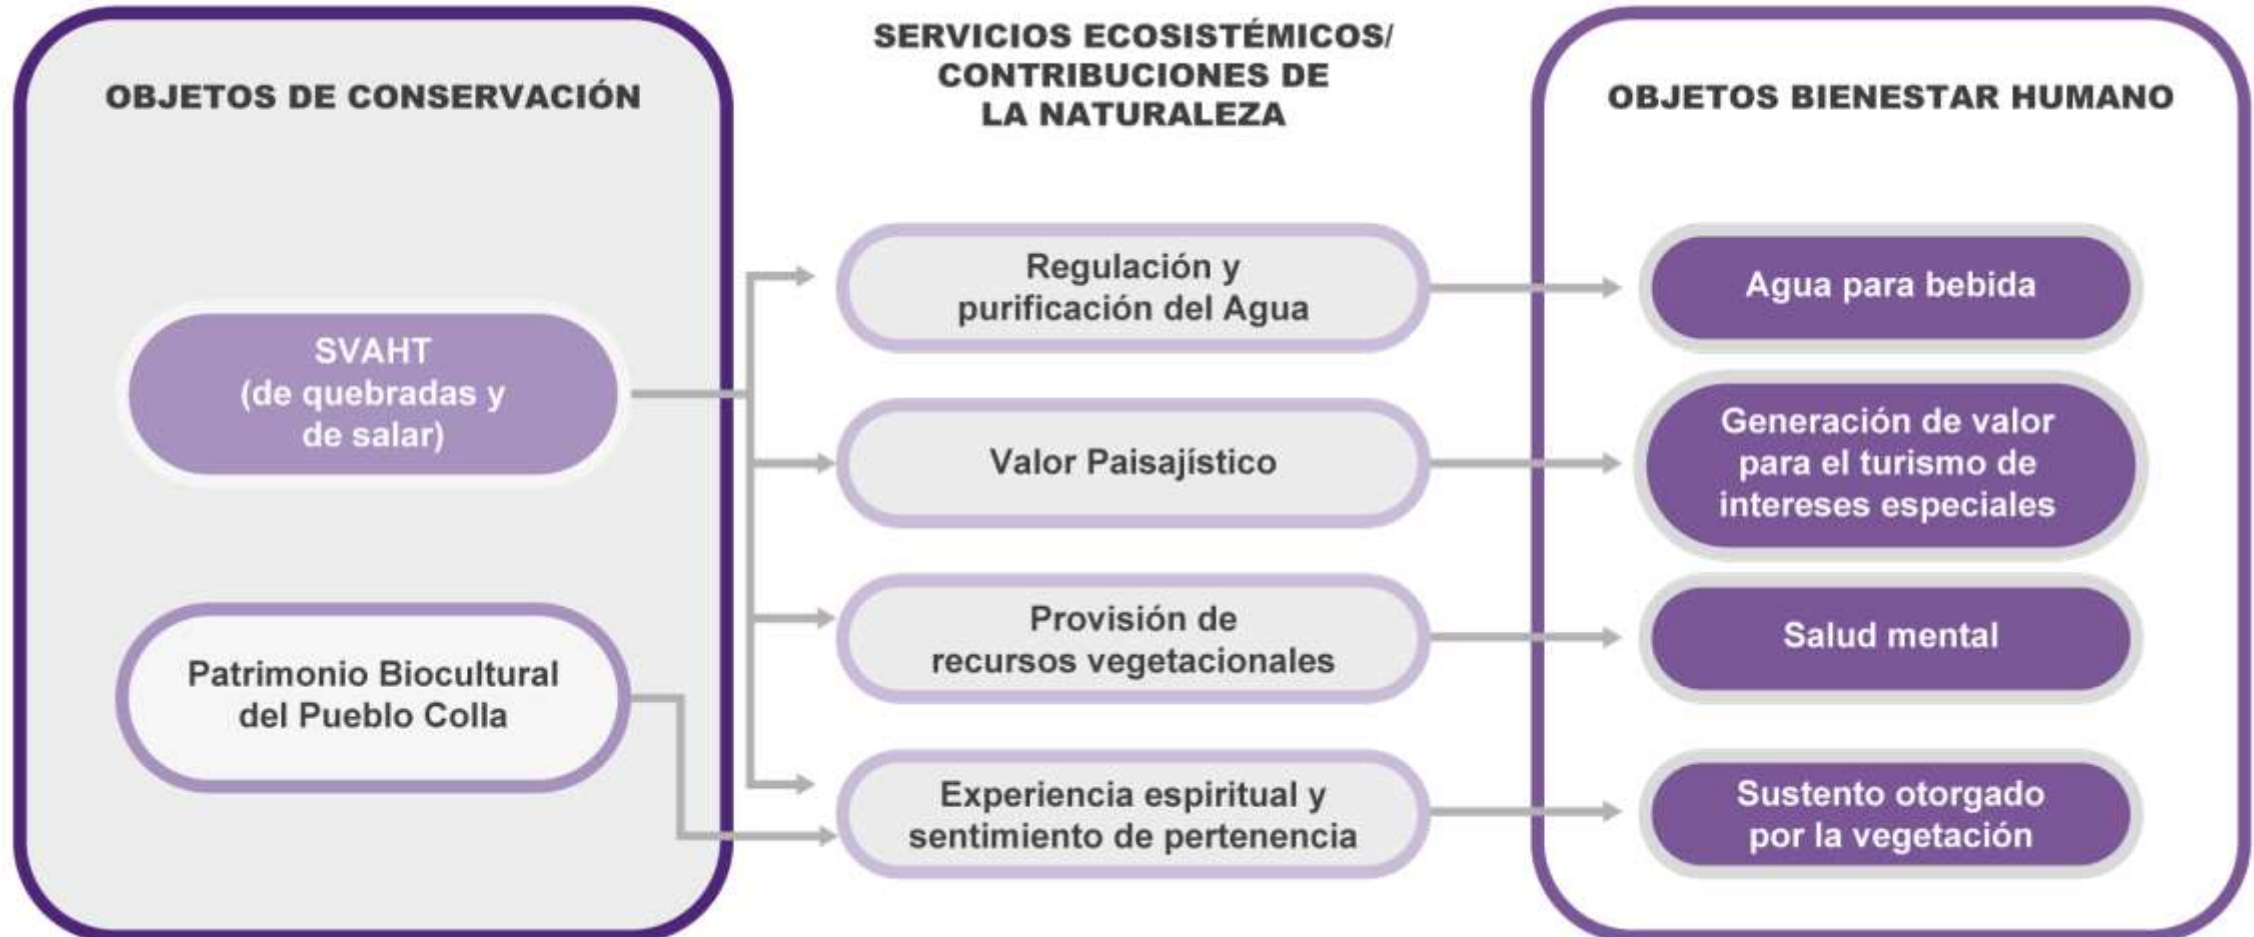 OBJETOS DE CONSERVACIÓN
SVAHT
(de quebradas y
de salar)
Patrimonio Biocultural
del Pueblo Colla
SERVICIOS ECOSISTÉMICOS/
CONTRIBUCIONES DE
LA NATURALEZA
Regulación y
purificación del Agua
Valor Paisajístico
Provisión de
recursos vegetacionales
Experiencia espiritual y
sentimiento de pertenencia
OBJETOS BIENESTAR HUMANO
Agua para bebida
Generación de valor
para el turismo de
intereses especiales
Salud mental
Sustento otorgado
por la vegetación